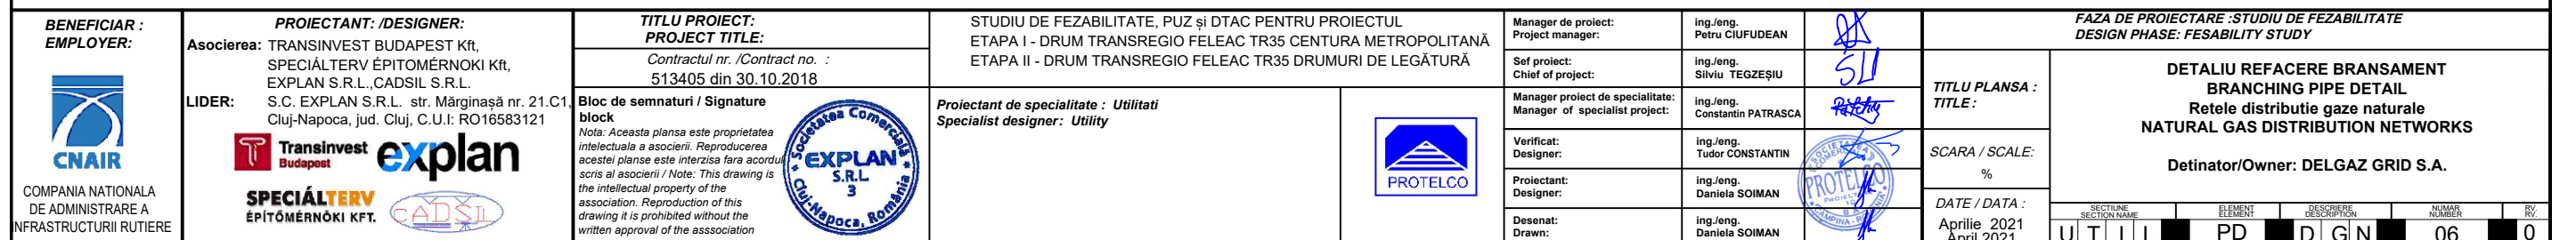 BENEFICIAR :
EMPLOYER:
CNAIR
COMPANIA NATIONALA
DE ADMINISTRARE A
INFRASTRUCTURII RUTIERE
PROIECTANT: /DESIGNER:
Asocierea: TRANSINVEST BUDAPEST Kft,
SPECIÁLTERV ÉPITOMÉRNOKI Kft,
EXPLAN S.R.L.,CADSIL S.R.L.
LIDER: S.C. EXPLAN S.R.L. str. Mărginașă nr. 21.C1,
Cluj-Napoca, jud. Cluj, C.U.I: RO16583121
Transinvest
Budapest
explan
SPECIÁLTERV
ÉPÍTŐMÉRNÖKI KFT.
CADSIL
TITLU PROIECT:
PROJECT TITLE:
Contractul nr. /Contract no. :
513405 din 30.10.2018
Bloc de semnaturi / Signature
block
Nota: Aceasta plansa este proprietatea
intelectuala a asocierii. Reproducerea
acestei planse este interzisa fara acordul
scris al asocierii / Note: This drawing is
the intellectual property of the
association. Reproduction of this
drawing it is prohibited without the
written approval of the asssociation
Societatea Comercială
EXPLAN
S.R.L
3
Cluj-Napoca, România
STUDIU DE FEZABILITATE, PUZ și DTAC PENTRU PROIECTUL
ETAPA I - DRUM TRANSREGIO FELEAC TR35 CENTURA METROPOLITANĂ
ETAPA II - DRUM TRANSREGIO FELEAC TR35 DRUMURI DE LEGĂTURĂ
Proiectant de specialitate : Utilitati
Specialist designer: Utility
PROTELCO
Manager de proiect:
Project manager:
ing./eng.
Petru CIUFUDEAN
Sef proiect:
Chief of project:
ing./eng.
Silviu TEGZEȘIU
Manager proiect de specialitate:
Manager of specialist project:
ing./eng.
Constantin PATRASCA
Verificat:
Designer:
ing./eng.
Tudor CONSTANTIN
Proiectant:
Designer:
ing./eng.
Daniela SOIMAN
Desenat:
Drawn:
ing./eng.
Daniela SOIMAN
PROTELCO
FAZA DE PROIECTARE :STUDIU DE FEZABILITATE
DESIGN PHASE: FESABILITY STUDY
TITLU PLANSA :
TITLE :
DETALIU REFACERE BRANSAMENT
BRANCHING PIPE DETAIL
Retele distributie gaze naturale
NATURAL GAS DISTRIBUTION NETWORKS
Detinator/Owner: DELGAZ GRID S.A.
SCARA / SCALE:
%
DATE / DATA :
Aprilie 2021
April 2021
SECTIUNE
SECTION NAME
ELEMENT
ELEMENT
DESCRIERE
DESCRIPTION
NUMAR
NUMBER
RV.
RV.
U T I L PD D G N 06 0